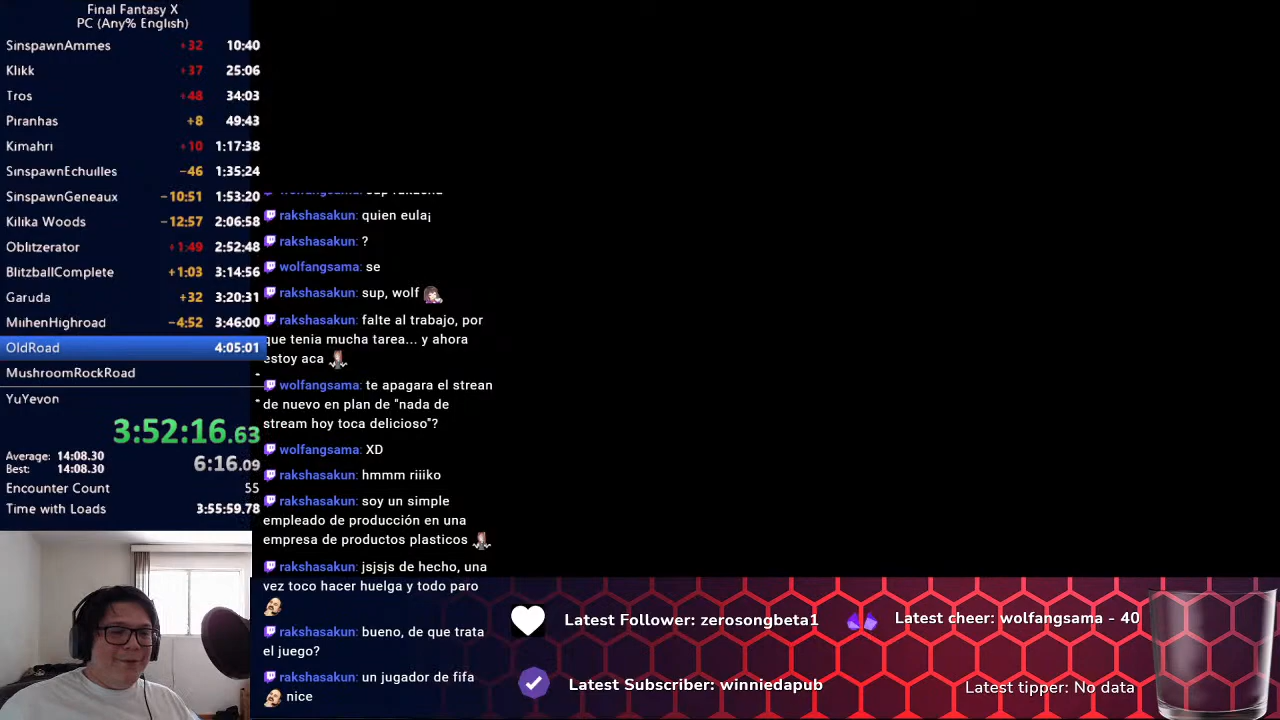 Final Fantasy X
PC (Any% English)
SinspawnAmmes +32 10:40
Klikk +37 25:06
Tros +48 34:03
Piranhas +8 49:43
Kimahri +10 1:17:38
SinspawnEchuilles −46 1:35:24
SinspawnGeneaux −10:51 1:53:20
Kilika Woods −12:57 2:06:58
Oblitzerator +1:49 2:52:48
BlitzballComplete +1:03 3:14:56
Garuda +32 3:20:31
MiihenHighroad −4:52 3:46:00
OldRoad 4:05:01
MushroomRockRoad -
YuYevon -
3:52:16.63
Average: 14:08.30
Best: 14:08.30
6:16.09
Encounter Count 55
Time with Loads 3:55:59.78
rakshasakun: quien eula¡
rakshasakun: ?
wolfangsama: se
rakshasakun: sup, wolf
rakshasakun: falte al trabajo, por
que tenia mucha tarea... y ahora
estoy aca
wolfangsama: te apagara el strean
de nuevo en plan de "nada de
stream hoy toca delicioso"?
wolfangsama: XD
rakshasakun: hmmm riiiko
rakshasakun: soy un simple
empleado de producción en una
empresa de productos plasticos
rakshasakun: jsjsjs de hecho, una
vez toco hacer huelga y todo paro
rakshasakun: bueno, de que trata
el juego?
rakshasakun: un jugador de fifa
nice
Latest Follower: zerosongbeta1
Latest cheer: wolfangsama - 40
Latest Subscriber: winniedapub
Latest tipper: No data